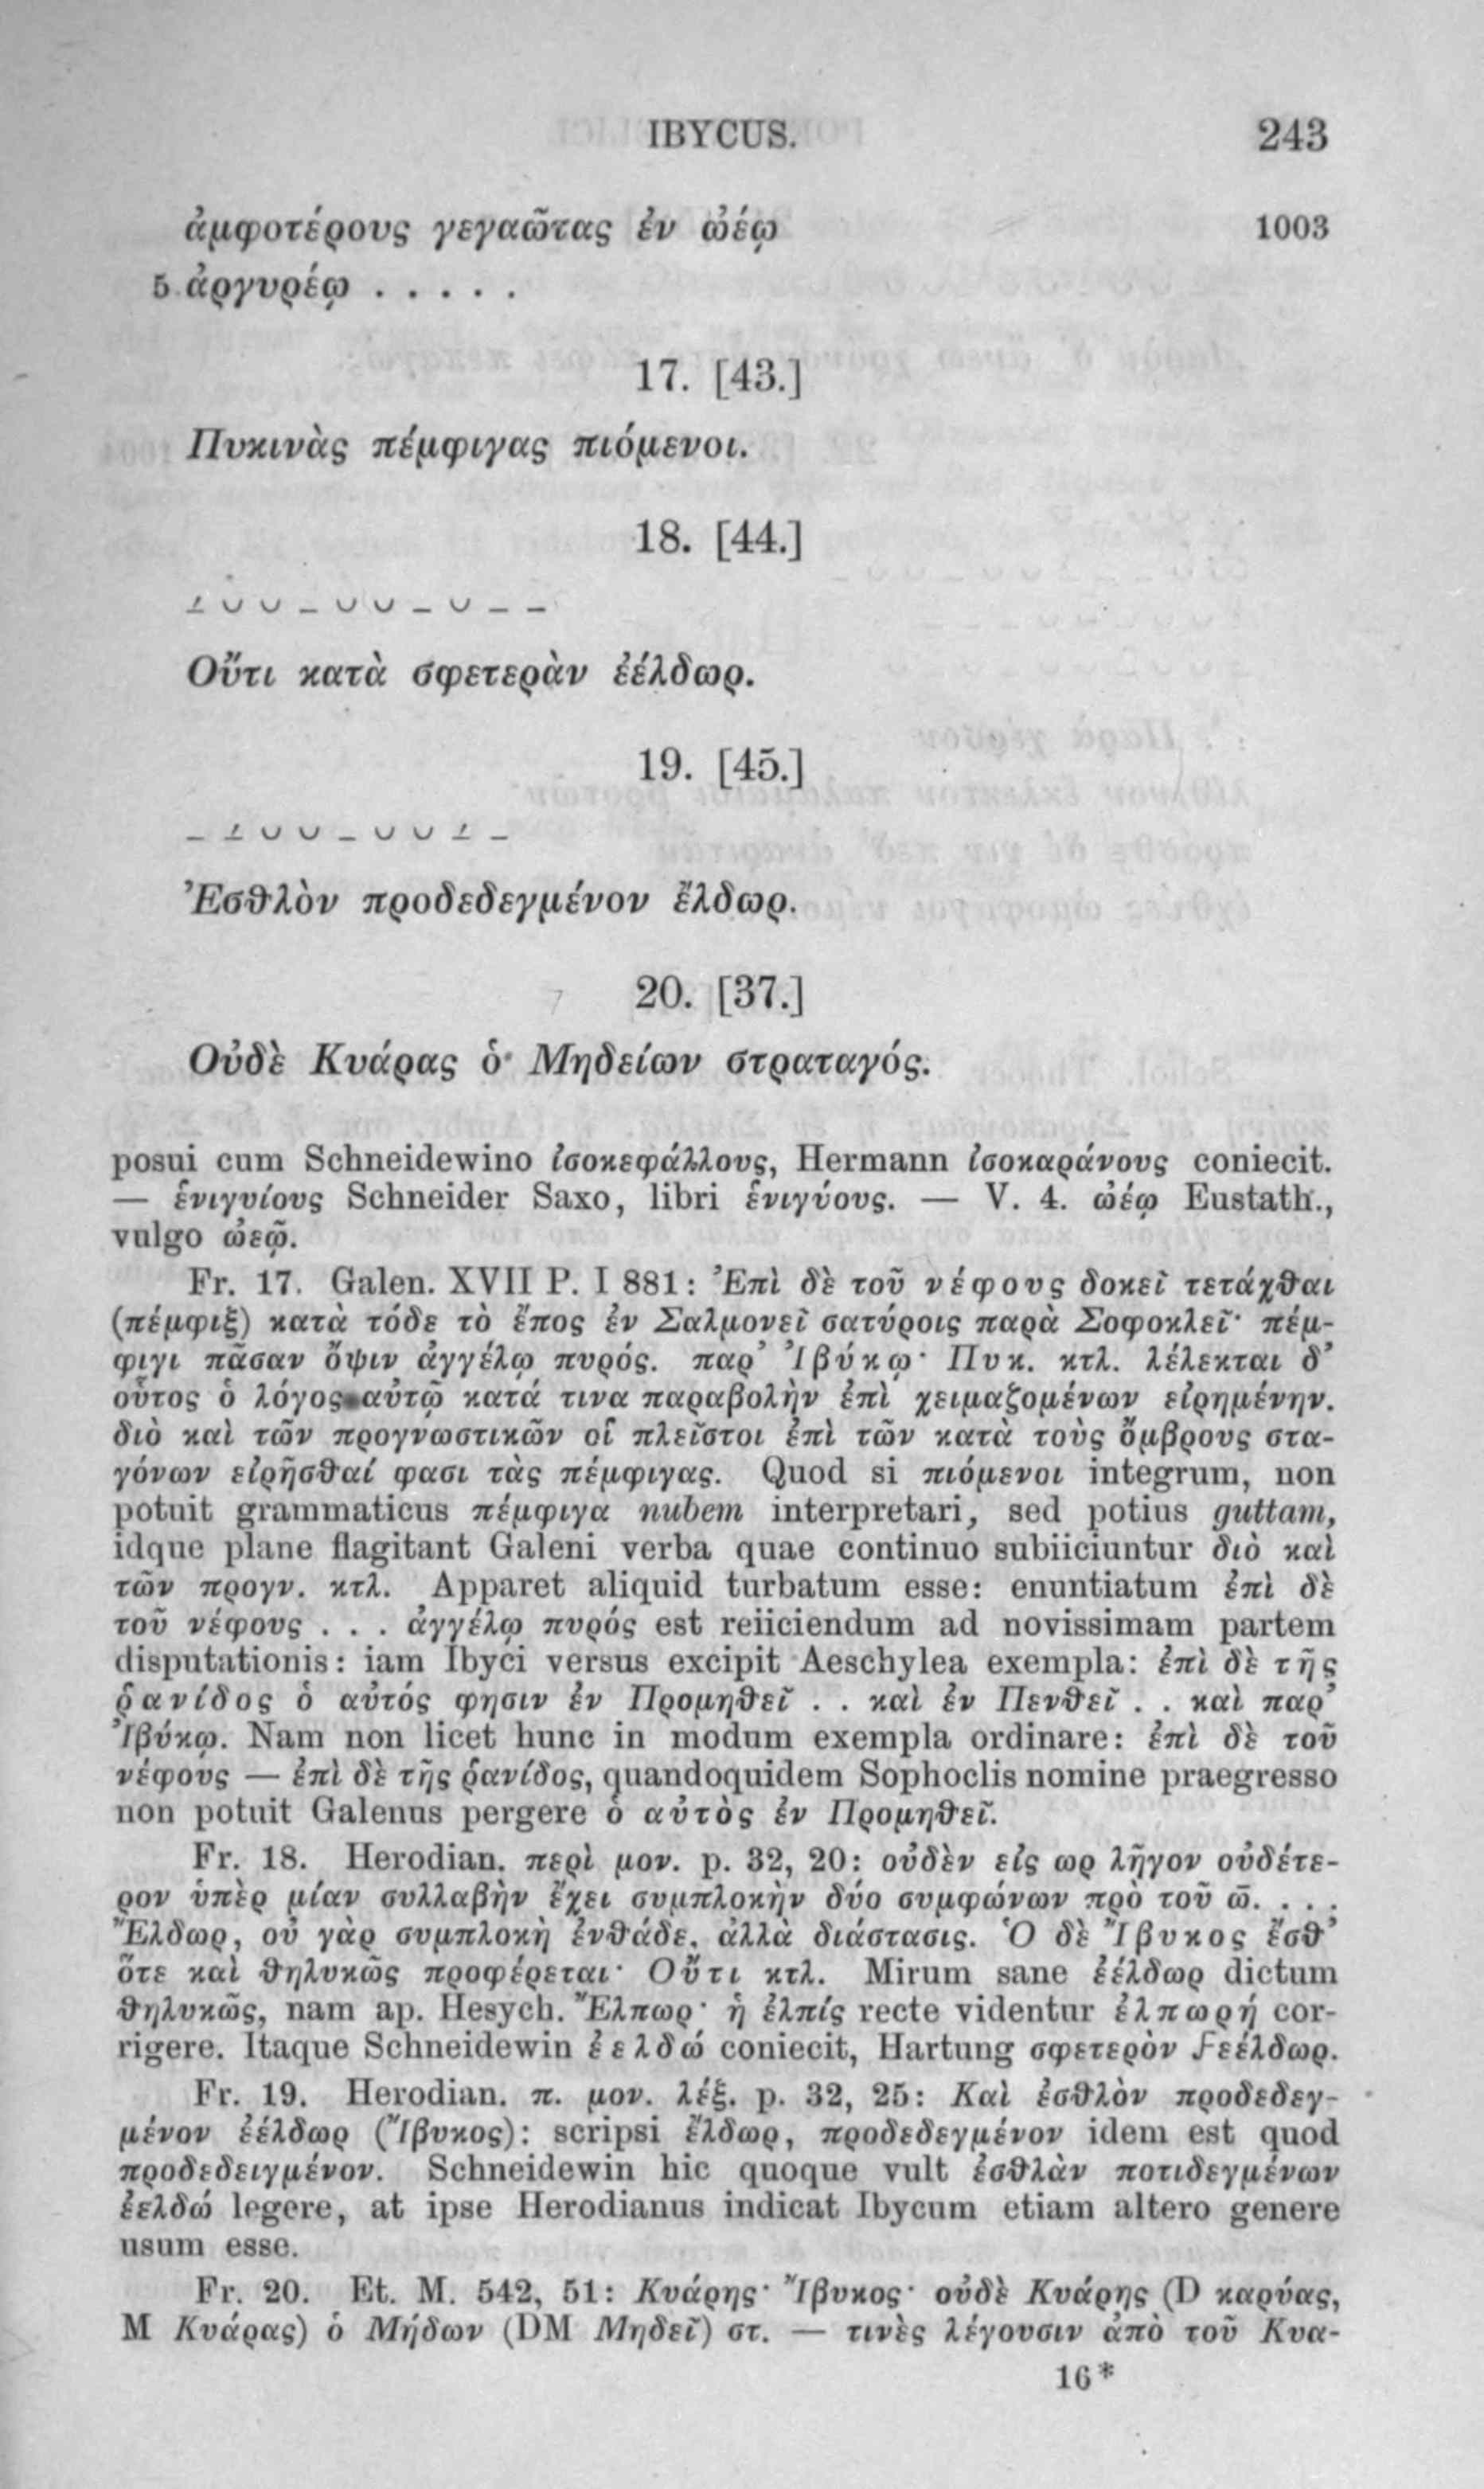 IBYCUS. 243
ἀμφοτέρους γεγαῶτας ἐν ὠέῳ 1003
5 ἀργυρέῳ . . . . .
17. [43.]
Πυκινὰς πέμφιγας πιόμενοι.
18. [44.]
⏗ ⏑ ⏑ – ⏑ ⏑ – ⏑ – –
Οὔτι κατὰ σφετερὰν ἐέλδωρ.
19. [45.]
– ⏗ ⏑ ⏑ – ⏑ ⏑ ⏗ –
Ἐσθλὸν προδεδεγμένον ἔλδωρ.
20. [37.]
Οὐδὲ Κυάρας ὁ Μηδείων στραταγός.
posui cum Schneidewino ἰσοκεφάλλους, Hermann ἰσοκαράνους coniecit.
— ἑνιγυίους Schneider Saxo, libri ἑνιγύους. — V. 4. ὠέῳ Eustath.,
vulgo ὠεῷ.
Fr. 17. Galen. XVII P. I 881: Ἐπὶ δὲ τοῦ νέφους δοκεῖ τετάχθαι
(πέμφιξ) κατὰ τόδε τὸ ἔπος ἐν Σαλμονεῖ σατύροις παρὰ Σοφοκλεῖ· πέμ-
φιγι πᾶσαν ὄψιν ἀγγέλῳ πυρός. παρ’ Ἰβύκῳ· Πυκ. κτλ. λέλεκται δ’
οὗτος ὁ λόγος αὐτῷ κατά τινα παραβολὴν ἐπὶ χειμαζομένων εἰρημένην.
διὸ καὶ τῶν προγνωστικῶν οἱ πλεῖστοι ἐπὶ τῶν κατὰ τοὺς ὄμβρους στα-
γόνων εἰρῆσθαί φασι τὰς πέμφιγας. Quod si πιόμενοι integrum, non
potuit grammaticus πέμφιγα nubem interpretari, sed potius guttam,
idque plane flagitant Galeni verba quae continuo subiiciuntur διὸ καὶ
τῶν προγν. κτλ. Apparet aliquid turbatum esse: enuntiatum ἐπὶ δὲ
τοῦ νέφους . . . ἀγγέλῳ πυρός est reiiciendum ad novissimam partem
disputationis: iam Ibyci versus excipit Aeschylea exempla: ἐπὶ δὲ τῆς
ῥανίδος ὁ αὐτός φησιν ἐν Προμηθεῖ . . καὶ ἐν Πενθεῖ . . καὶ παρ’
Ἰβύκῳ. Nam non licet hunc in modum exempla ordinare: ἐπὶ δὲ τοῦ
νέφους — ἐπὶ δὲ τῆς ῥανίδος, quandoquidem Sophoclis nomine praegresso
non potuit Galenus pergere ὁ αὐτὸς ἐν Προμηθεῖ.
Fr. 18. Herodian. περὶ μον. p. 32, 20: οὐδὲν εἰς ωρ λῆγον οὐδέτε-
ρον ὑπὲρ μίαν συλλαβὴν ἔχει συμπλοκὴν δύο συμφώνων πρὸ τοῦ ω̄. . . .
Ἔλδωρ, οὐ γὰρ συμπλοκὴ ἐνθάδε, ἀλλὰ διάστασις. Ὁ δὲ Ἴβυκος ἔσθ’
ὅτε καὶ θηλυκῶς προφέρεται· Οὔτι κτλ. Mirum sane ἐέλδωρ dictum
θηλυκῶς, nam ap. Hesych. Ἔλπωρ· ἡ ἐλπίς recte videntur ἐλπωρή cor-
rigere. Itaque Schneidewin ἐελδώ coniecit, Hartung σφετερὸν ϝεέλδωρ.
Fr. 19. Herodian. π. μον. λέξ. p. 32, 25: Καὶ ἐσθλὸν προδεδεγ-
μένον ἐέλδωρ (Ἴβυκος): scripsi ἔλδωρ, προδεδεγμένον idem est quod
προδεδειγμένον. Schneidewin hic quoque vult ἐσθλὰν ποτιδεγμένων
ἐελδώ legere, at ipse Herodianus indicat Ibycum etiam altero genere
usum esse.
Fr. 20. Et. M. 542, 51: Κυάρης· Ἴβυκος· οὐδὲ Κυάρης (D καρύας,
M Κυάρας) ὁ Μήδων (DM Μηδεῖ) στ. — τινὲς λέγουσιν ἀπὸ τοῦ Κυα-
16*